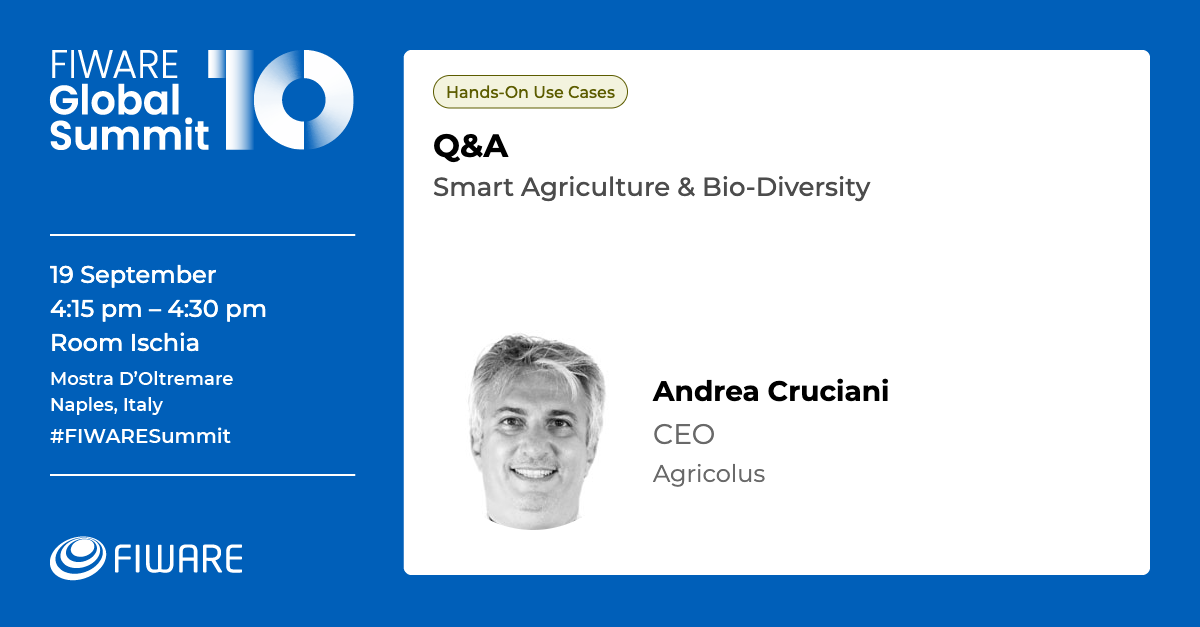 FIWARE
Global
Summit
10
19 September
4:15 pm – 4:30 pm
Room Ischia
Mostra D’Oltremare
Naples, Italy
#FIWARESummit
FIWARE
Hands-On Use Cases
Q&A
Smart Agriculture & Bio-Diversity
Andrea Cruciani
CEO
Agricolus